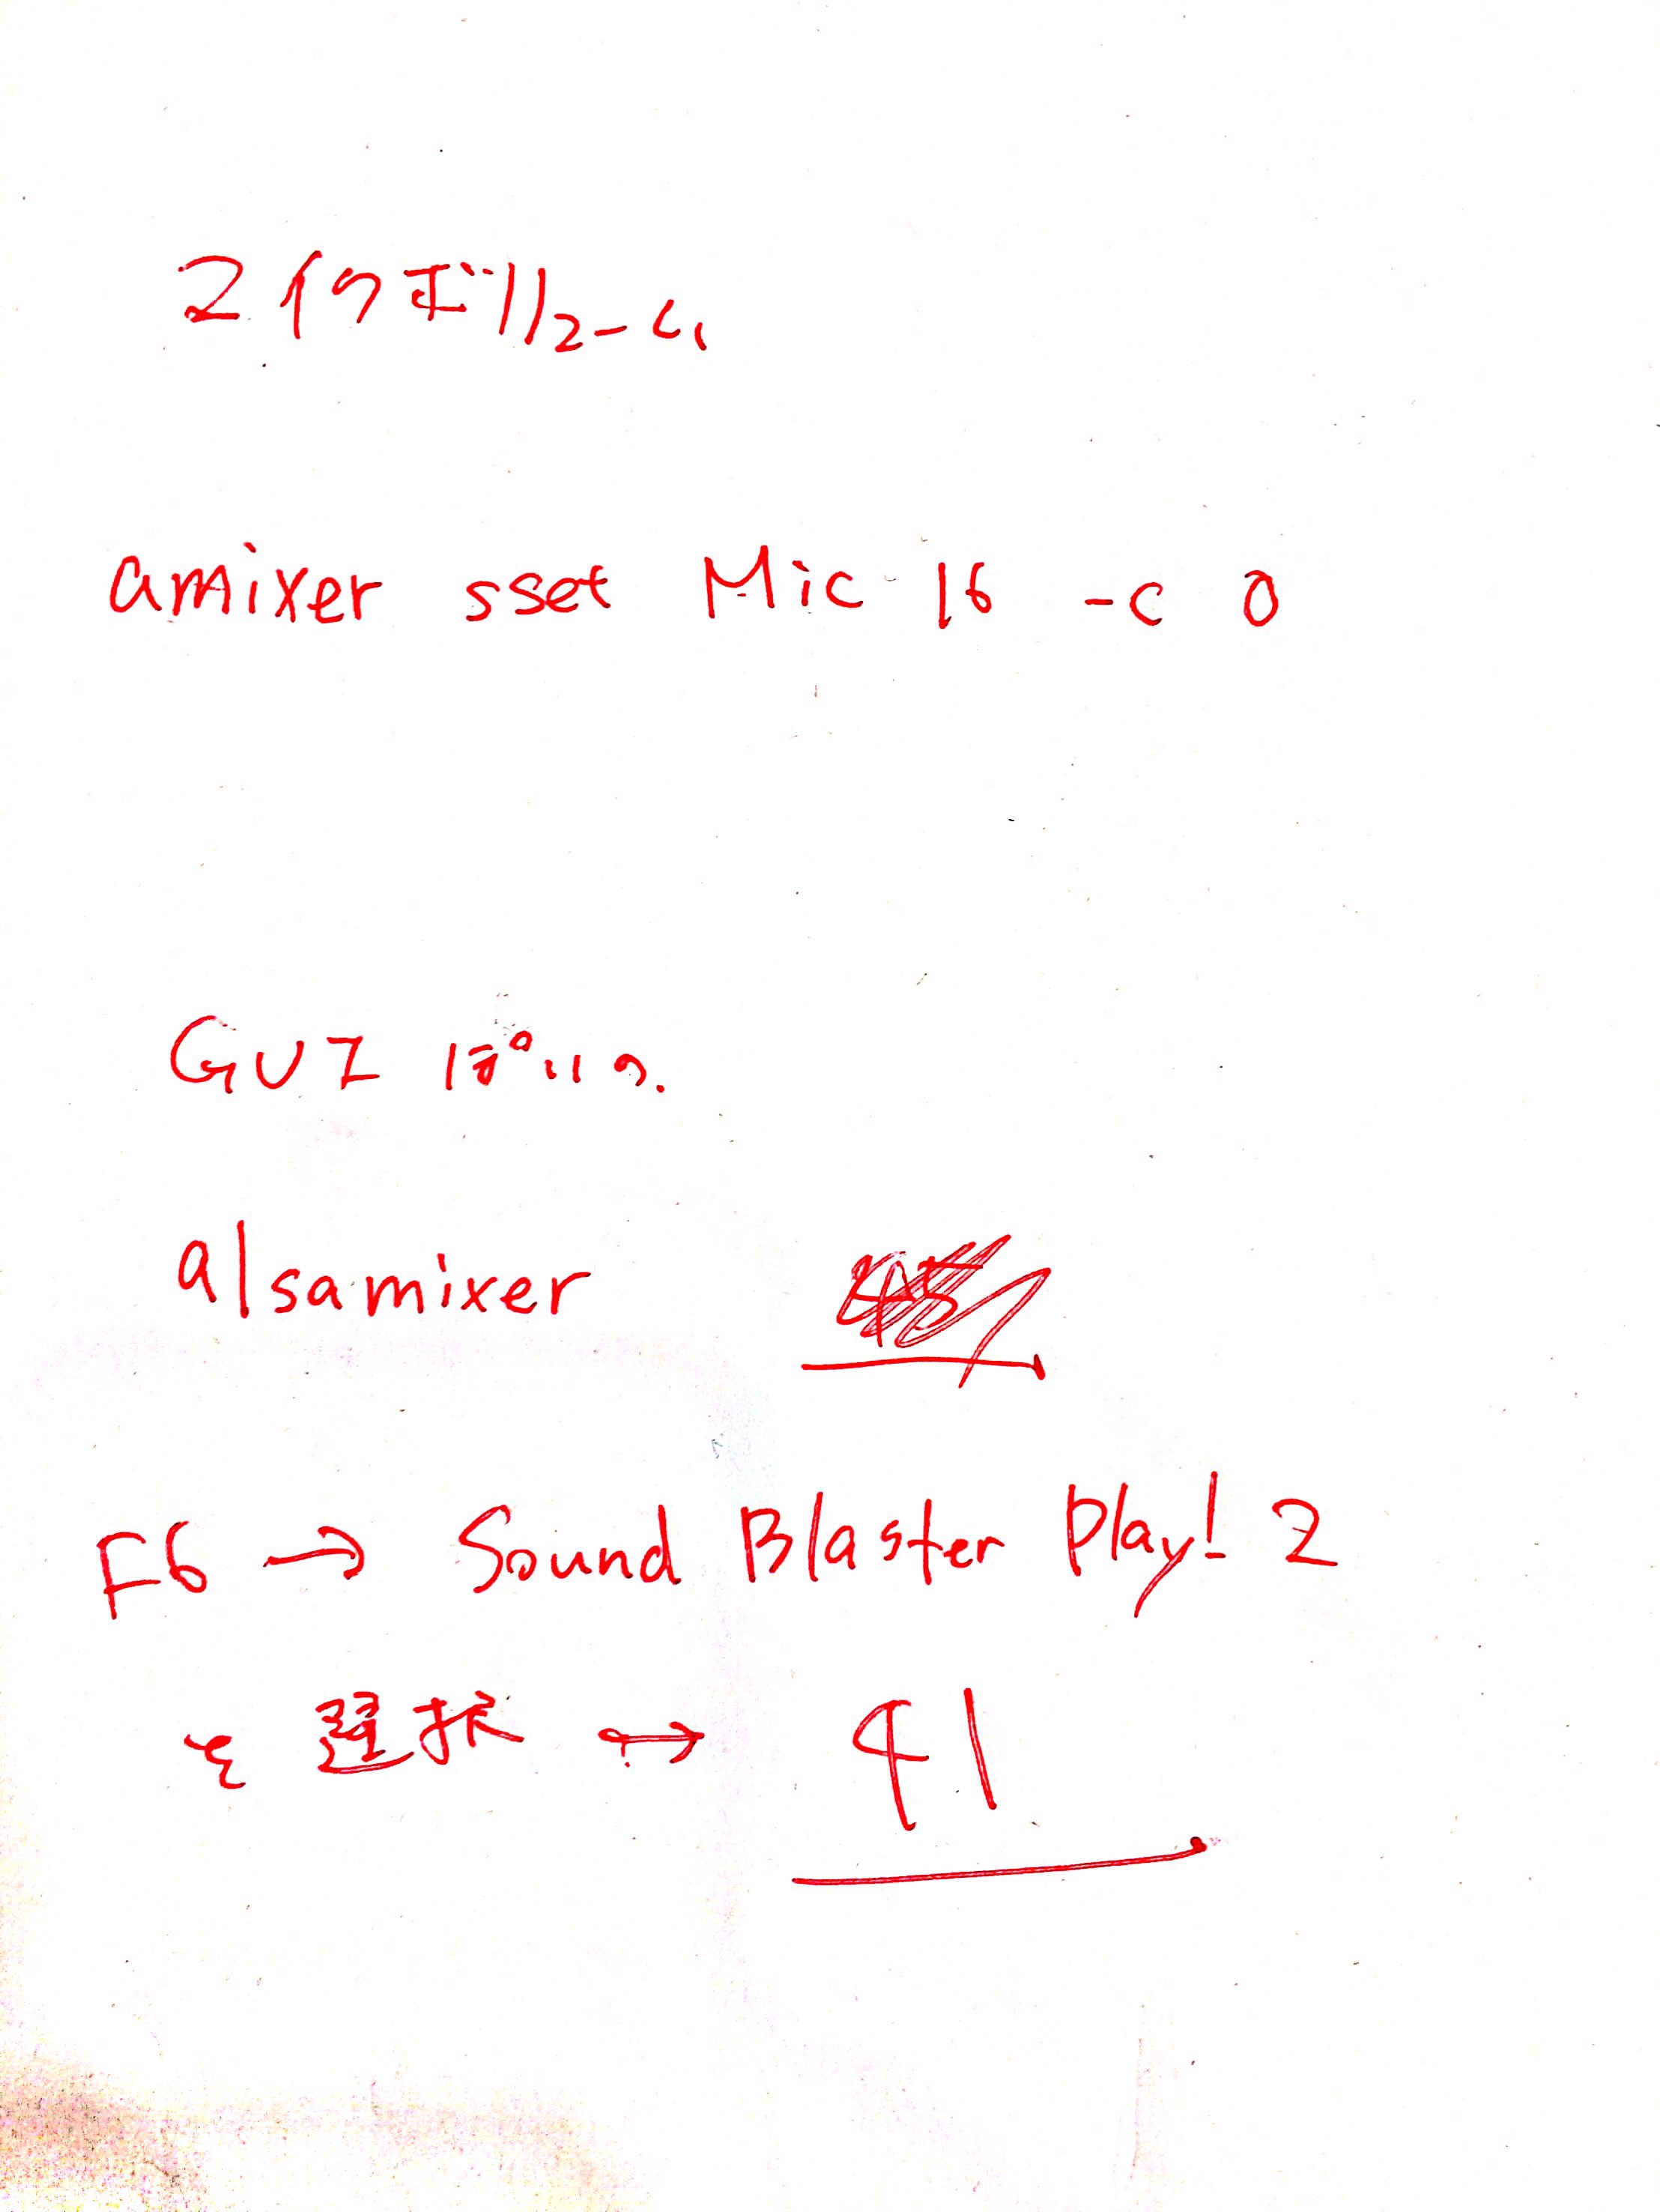 マイクボリューム
amixer sset Mic 16 -c 0
GUIっぽいの.
alsamixer
F6 → Sound Blaster Play! 2
を選択 → 41